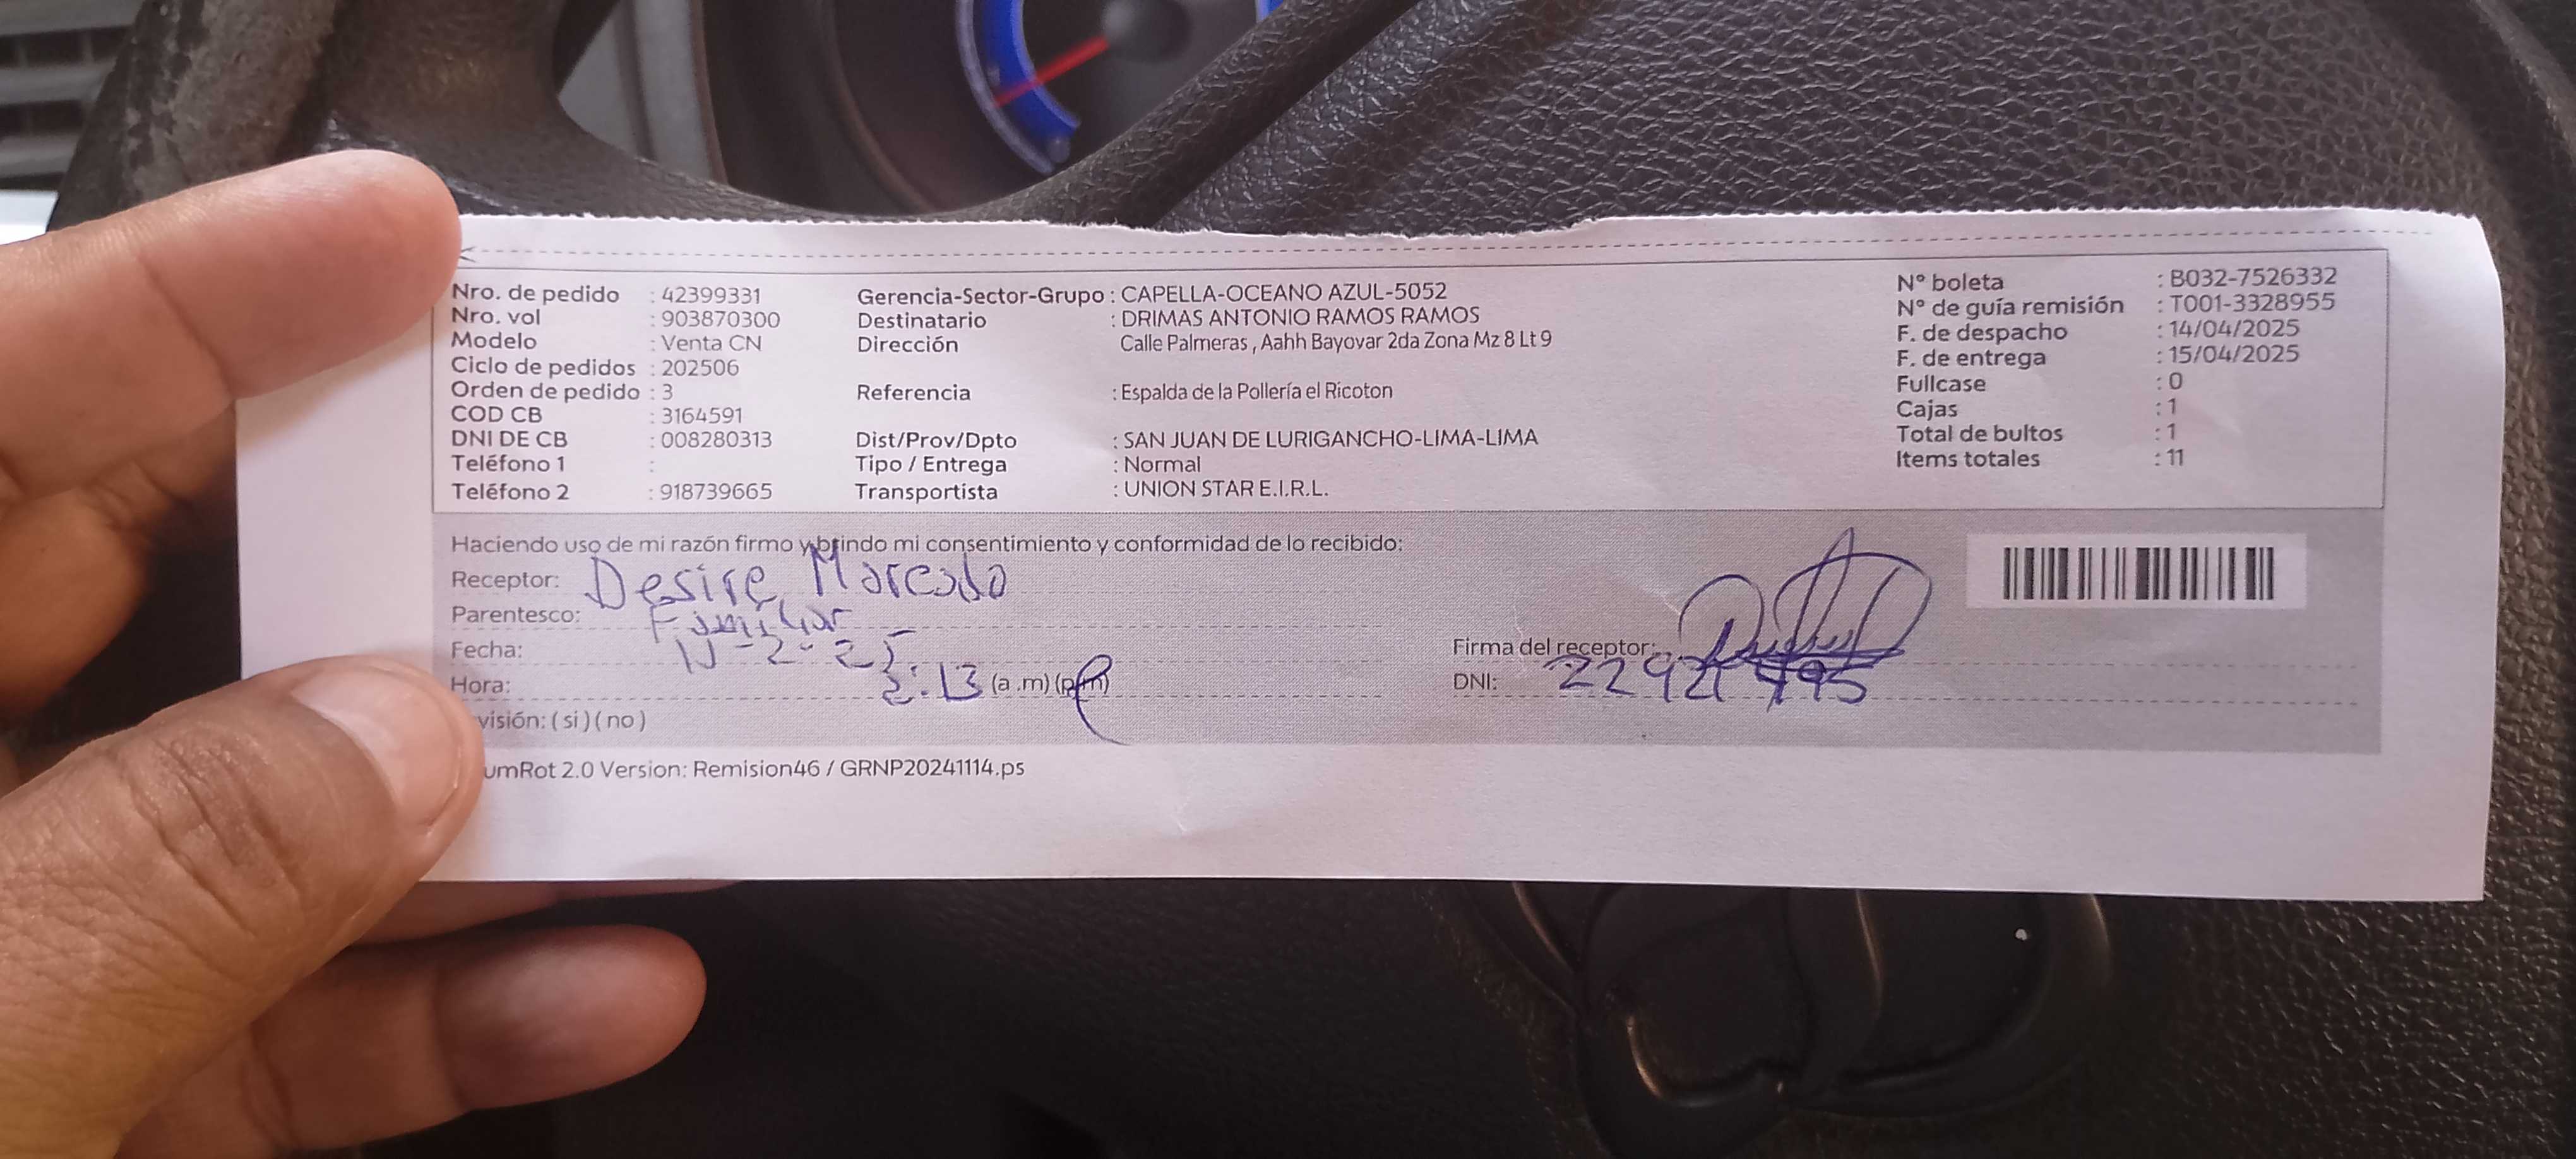 Nro. de pedido : 42399331
Nro. vol : 903870300
Modelo : Venta CN
Ciclo de pedidos : 202506
Orden de pedido : 3
COD CB : 3164591
DNI DE CB : 008280313
Teléfono 1 :
Teléfono 2 : 918739665
Gerencia-Sector-Grupo : CAPELLA-OCEANO AZUL-5052
Destinatario : DRIMAS ANTONIO RAMOS RAMOS
Dirección Calle Palmeras , Aahh Bayovar 2da Zona Mz 8 Lt 9
Referencia : Espalda de la Pollería el Ricoton
Dist/Prov/Dpto : SAN JUAN DE LURIGANCHO-LIMA-LIMA
Tipo / Entrega : Normal
Transportista : UNION STAR E.I.R.L.
N° boleta : B032-7526332
N° de guía remisión : T001-3328955
F. de despacho : 14/04/2025
F. de entrega : 15/04/2025
Fullcase : 0
Cajas : 1
Total de bultos : 1
Items totales : 11
Haciendo uso de mi razón firmo y brindo mi consentimiento y conformidad de lo recibido:
Receptor: Desire Marcado
Parentesco: Familiar
Fecha:
Hora: 2:13 (a .m) (p.m)
visión: ( si ) ( no )
Firma del receptor:
DNI:
umRot 2.0 Version: Remision46 / GRNP20241114.ps